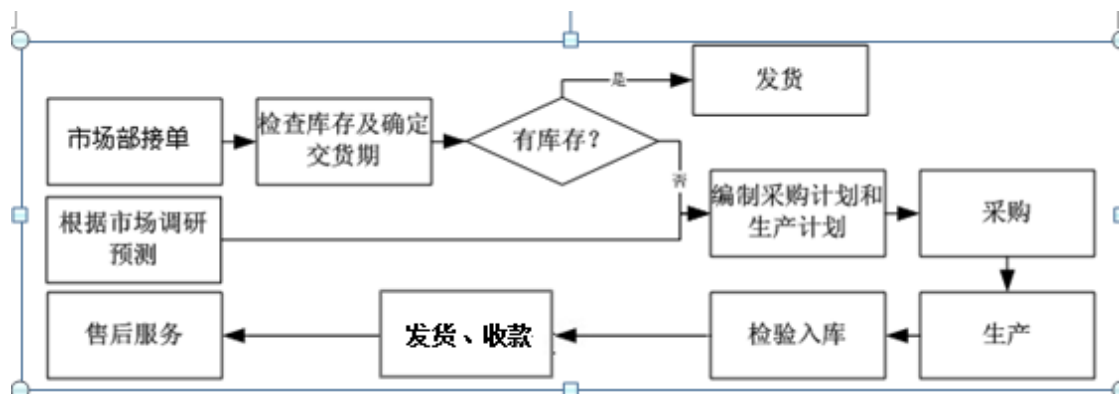 是
发货
市场部接单
检查库存及确定
交货期
有库存？
否
根据市场调研
预测
编制采购计划和
生产计划
采购
售后服务
发货、收款
检验入库
生产